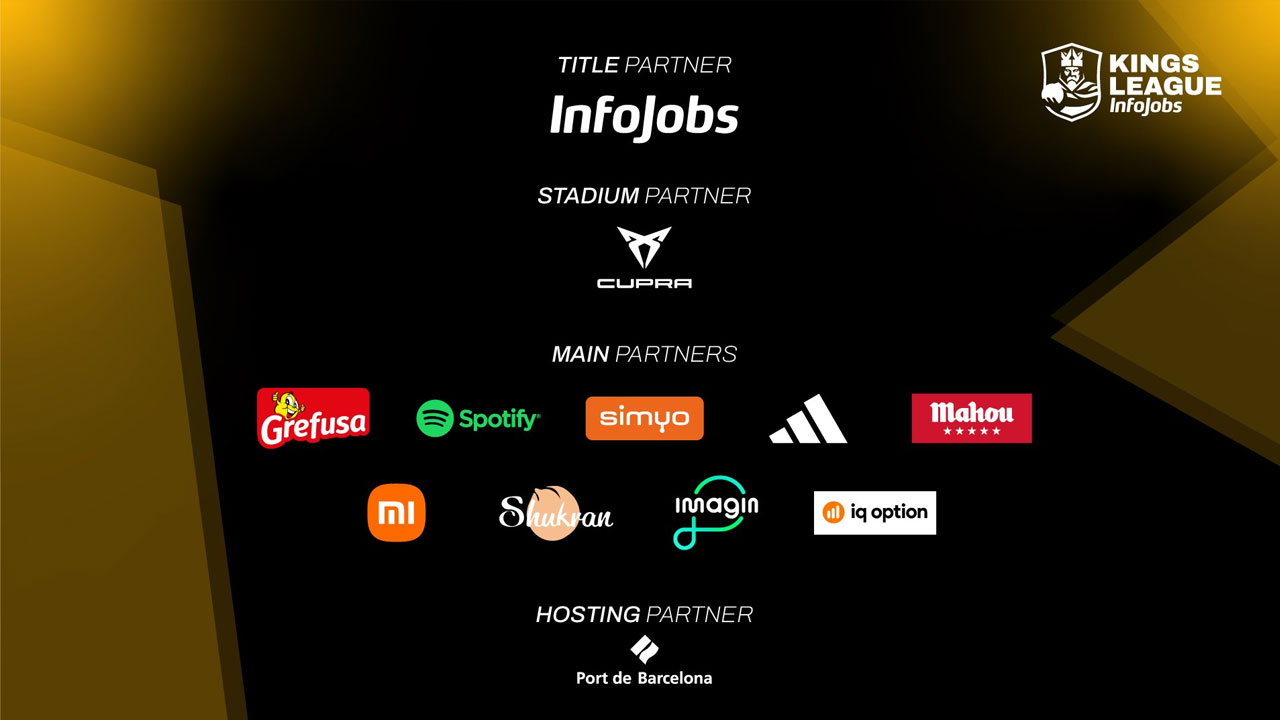 TITLE PARTNER
InfoJobs
KINGS
LEAGUE
InfoJobs
STADIUM PARTNER
CUPRA
MAIN PARTNERS
Grefusa
Spotify®
simyo
Mahou
mi
Shukran
imagin
iq option
HOSTING PARTNER
Port de Barcelona